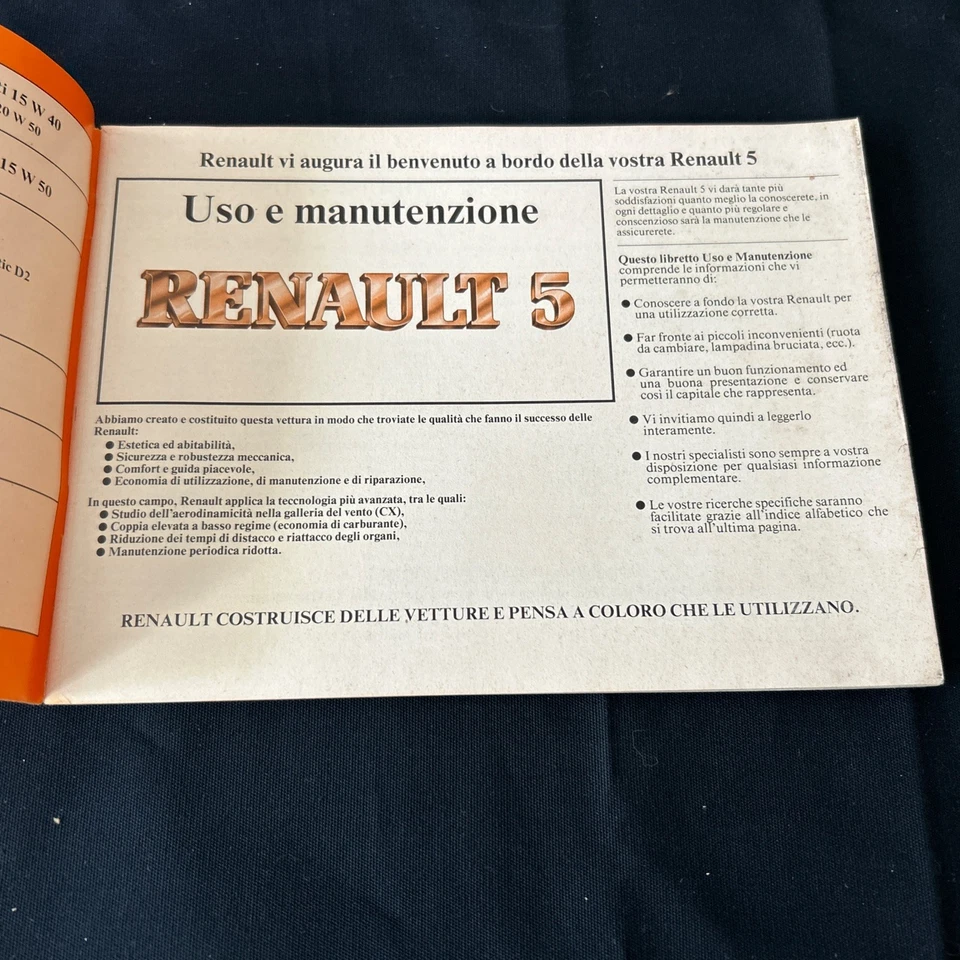 i 15 W 40
20 W 50
15 W 50
tic D2
Renault vi augura il benvenuto a bordo della vostra Renault 5
Uso e manutenzione
RENAULT 5
Abbiamo creato e costituito questa vettura in modo che troviate le qualità che fanno il successo delle
Renault:
● Estetica ed abitabilità,
● Sicurezza e robustezza meccanica,
● Comfort e guida piacevole,
● Economia di utilizzazione, di manutenzione e di riparazione,
In questo campo, Renault applica la teccnologia più avanzata, tra le quali:
● Studio dell'aerodinamicità nella galleria del vento (CX),
● Coppia elevata a basso regime (economia di carburante),
● Riduzione dei tempi di distacco e riattacco degli organi,
● Manutenzione periodica ridotta.
La vostra Renault 5 vi darà tante più
soddisfazioni quanto meglio la conoscerete, in
ogni dettaglio e quanto più regolare e
conscenzioso sarà la manutenzione che le
assicurerete.
Questo libretto Uso e Manutenzione
comprende le informazioni che vi
permetteranno di:
● Conoscere a fondo la vostra Renault per
una utilizzazione corretta.
● Far fronte ai piccoli inconvenienti (ruota
da cambiare, lampadina bruciata, ecc.).
● Garantire un buon funzionamento ed
una buona presentazione e conservare
così il capitale che rappresenta.
● Vi invitiamo quindi a leggerlo
interamente.
● I nostri specialisti sono sempre a vostra
disposizione per qualsiasi informazione
complementare.
● Le vostre ricerche specifiche saranno
facilitate grazie all'indice alfabetico che
si trova all'ultima pagina.
RENAULT COSTRUISCE DELLE VETTURE E PENSA A COLORO CHE LE UTILIZZANO.